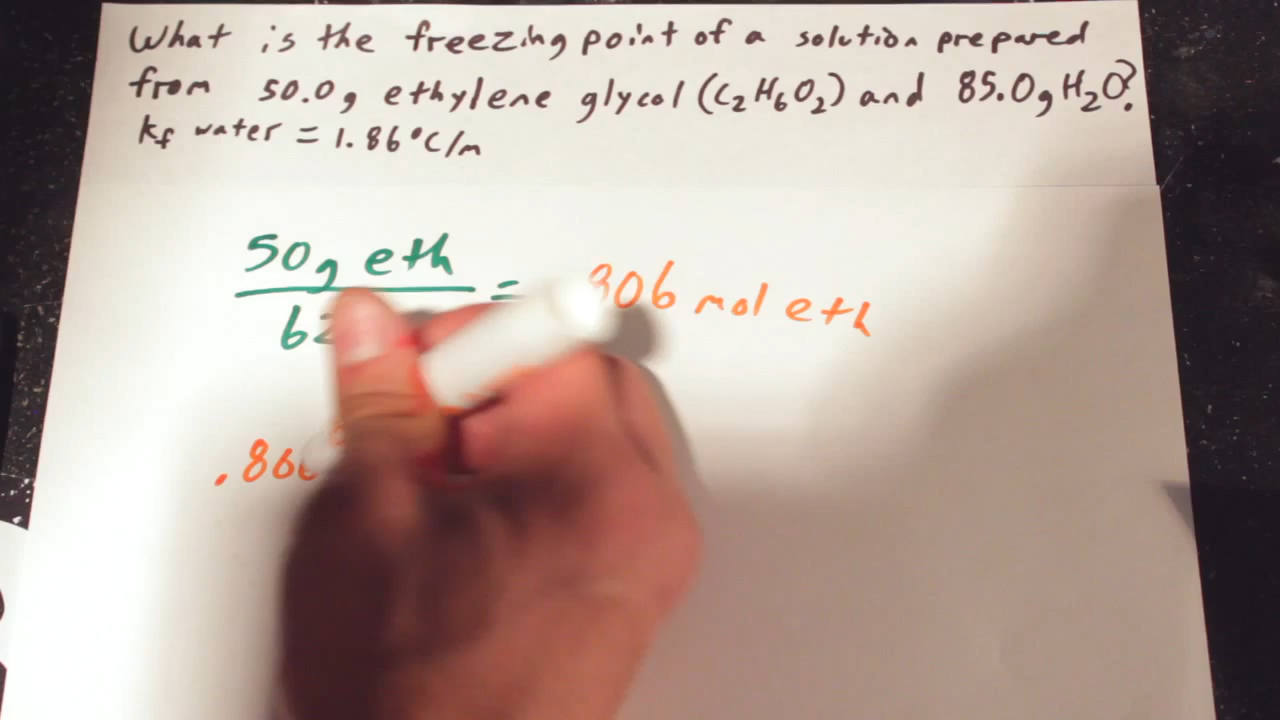 What is the freezing point of a solution prepared
from 50.0g ethylene glycol (C₂H₆O₂) and 85.0g H₂O?
Kf water = 1.86°C/m
50g eth
= 806 mol eth